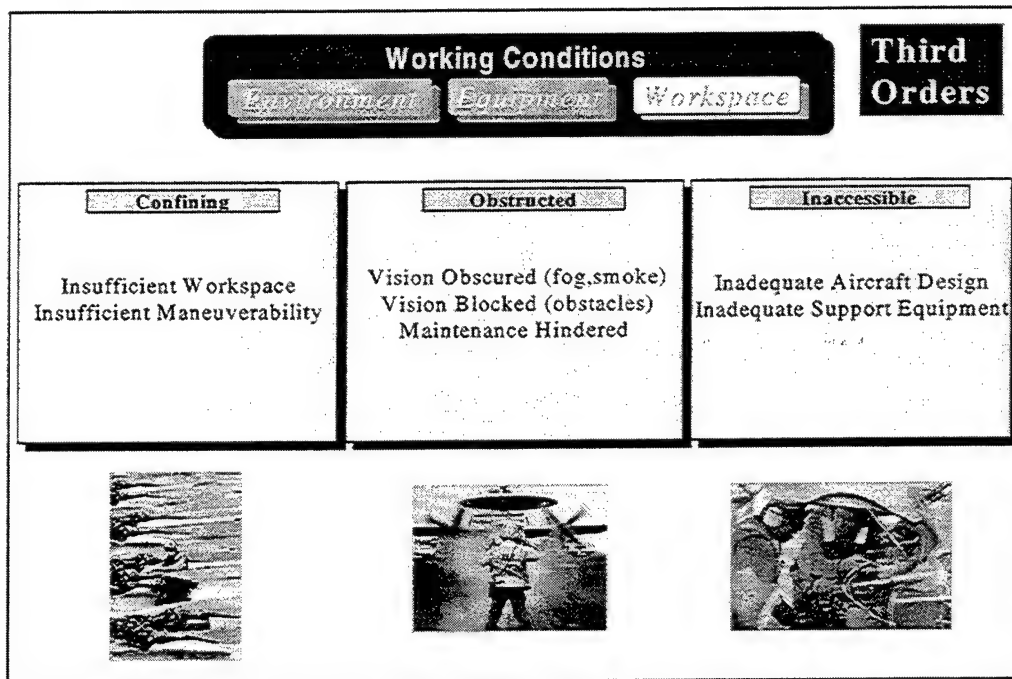 Working Conditions
Third
Orders
Environment Equipment Workspace
Confining
Insufficient Workspace
Insufficient Maneuverability
Obstructed
Vision Obscured (fog,smoke)
Vision Blocked (obstacles)
Maintenance Hindered
Inaccessible
Inadequate Aircraft Design
Inadequate Support Equipment